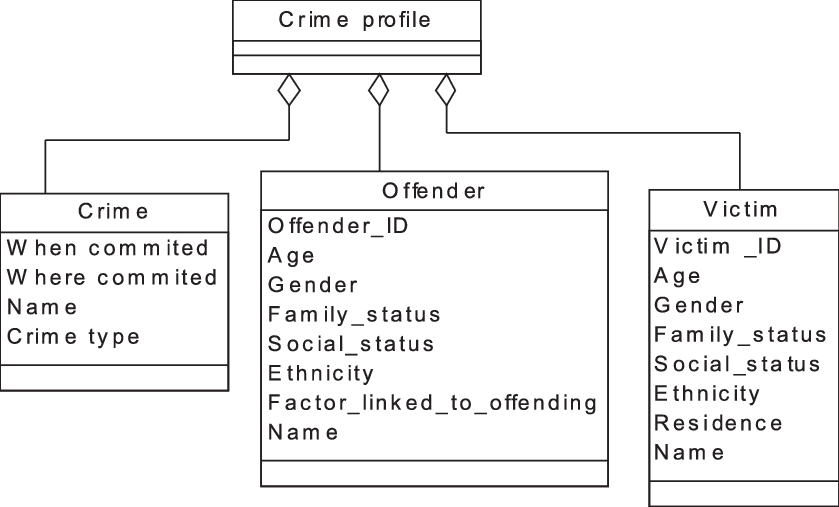 Crime profile
Crime
When commited
Where commited
Name
Crime type
Offender
Offender_ID
Age
Gender
Family_status
Social_status
Ethnicity
Factor_linked_to_offending
Name
Victim
Victim _ID
Age
Gender
Family_status
Social_status
Ethnicity
Residence
Name